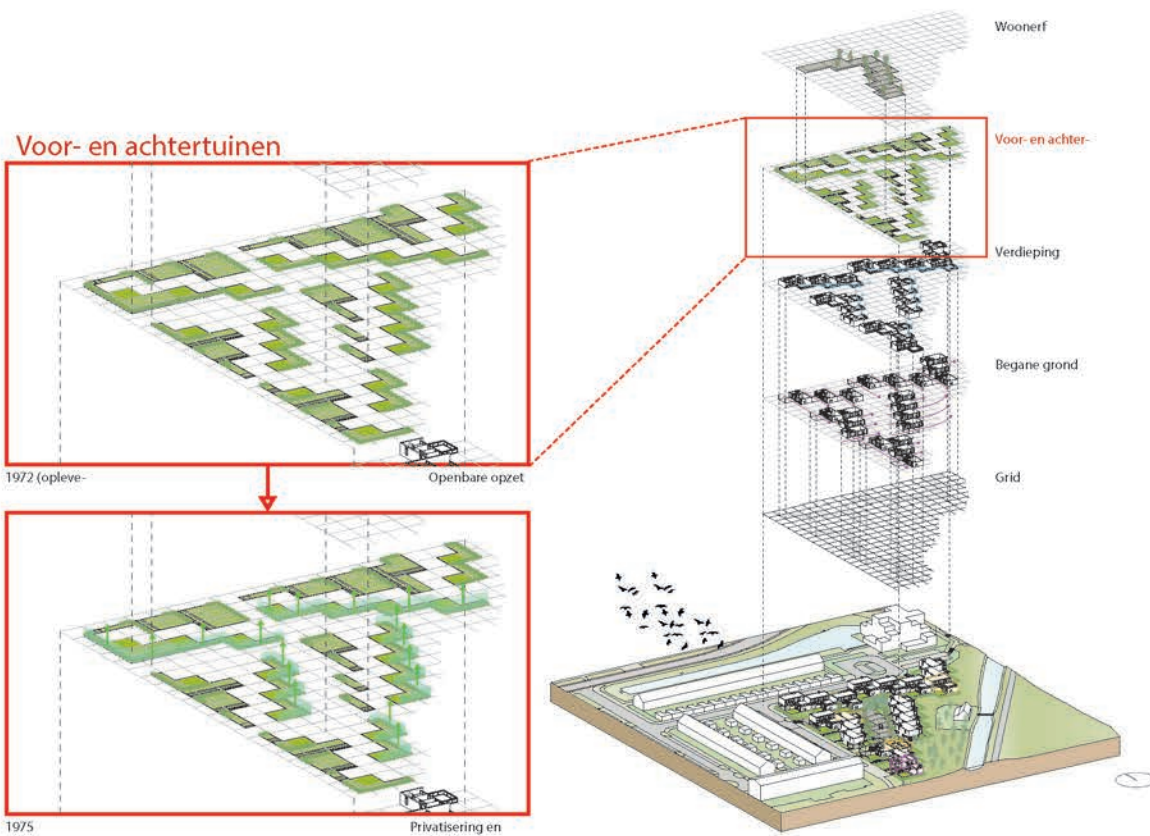 Woonerf
Voor- en achtertuinen
Voor- en achter-
Verdieping
Begane grond
Grid
1972 (opleve-
Openbare opzet
1975
Privatisering en